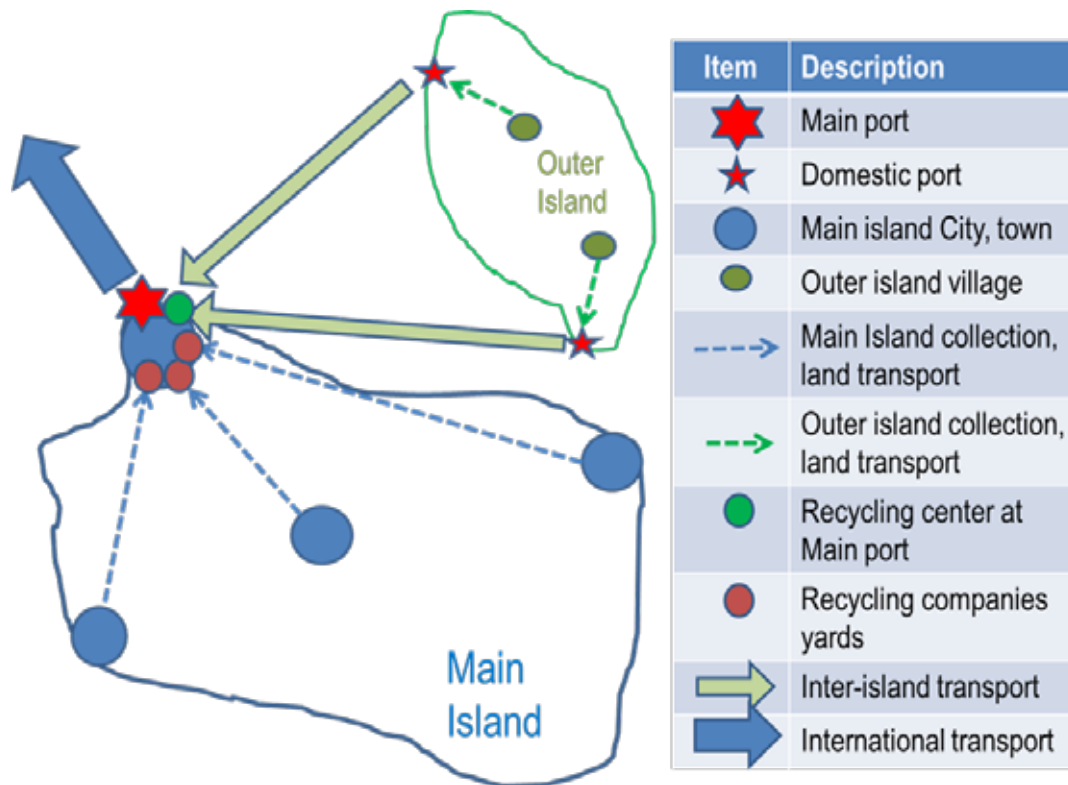 Outer
Island
Main
Island
Item Description
Main port
Domestic port
Main island City, town
Outer island village
Main Island collection,
land transport
Outer island collection,
land transport
Recycling center at
Main port
Recycling companies
yards
Inter-island transport
International transport